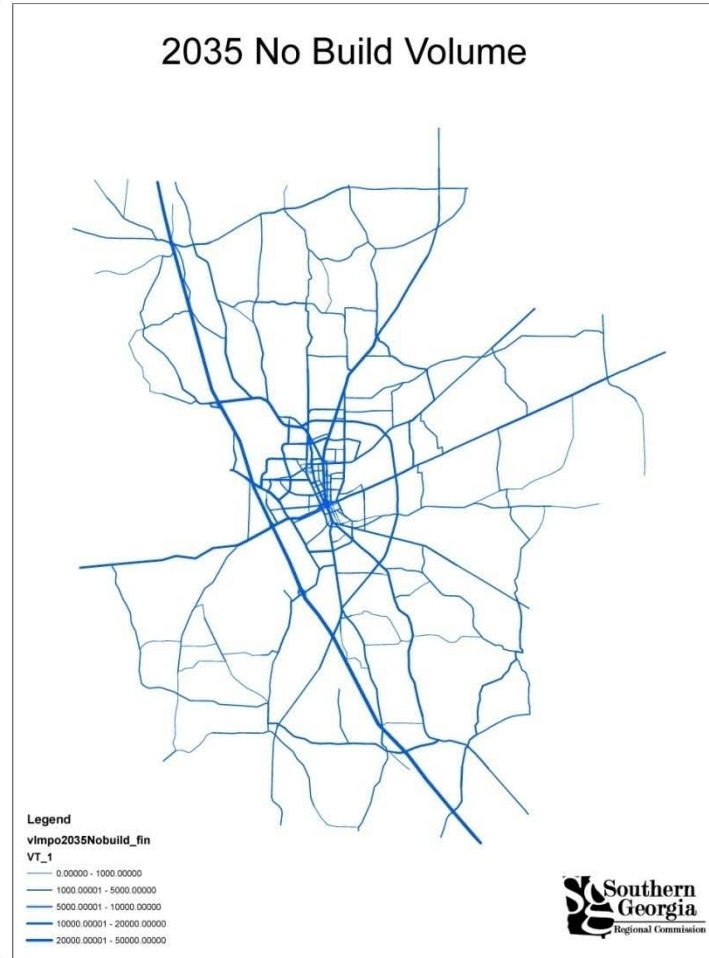 2035 No Build Volume
Legend
vlmpo2035Nobuild_fin
VT_1
0.00000 - 1000.00000
1000.00001 - 5000.00000
5000.00001 - 10000.00000
10000.00001 - 20000.00000
20000.00001 - 50000.00000
Southern
Georgia
Regional Commission